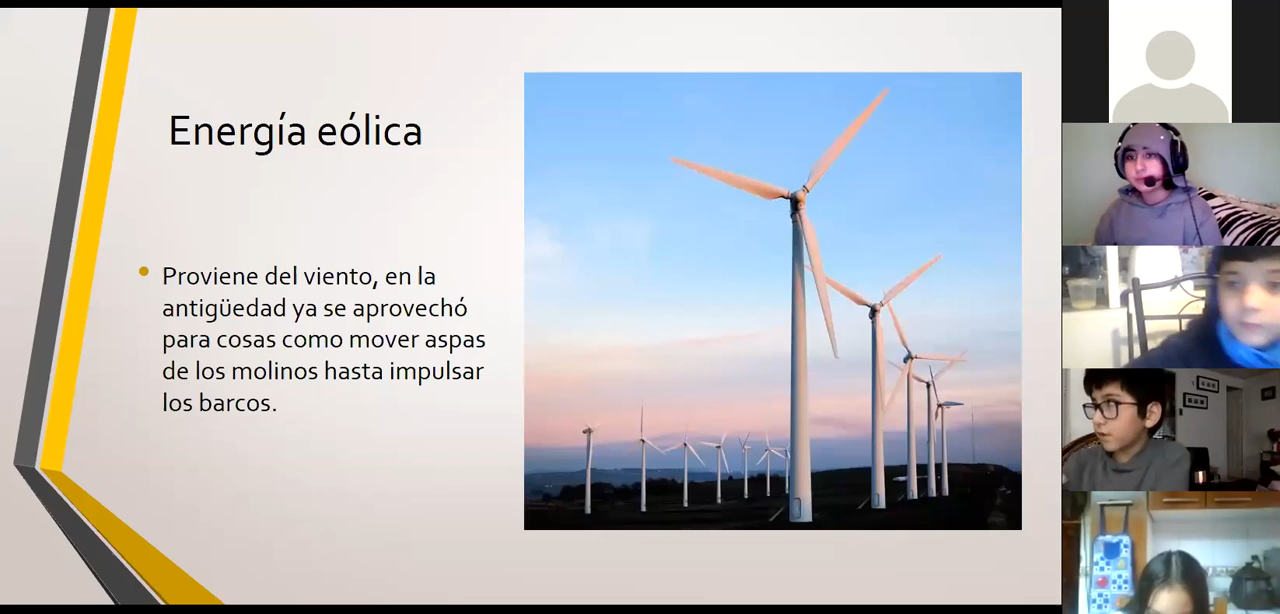 Energía eólica
Proviene del viento, en la
antigüedad ya se aprovechó
para cosas como mover aspas
de los molinos hasta impulsar
los barcos.